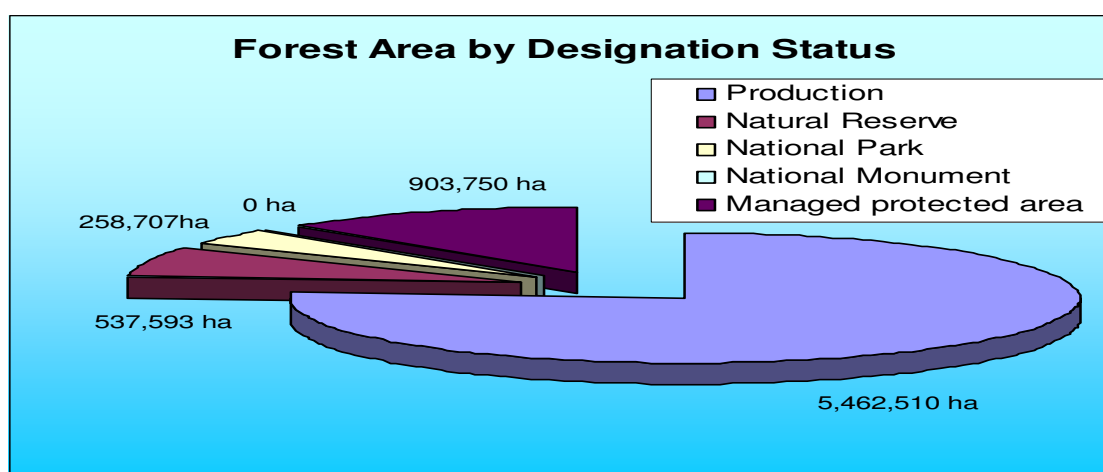 Forest Area by Designation Status
Production
Natural Reserve
National Park
National Monument
Managed protected area
903,750 ha
0 ha
258,707ha
537,593 ha
5,462,510 ha